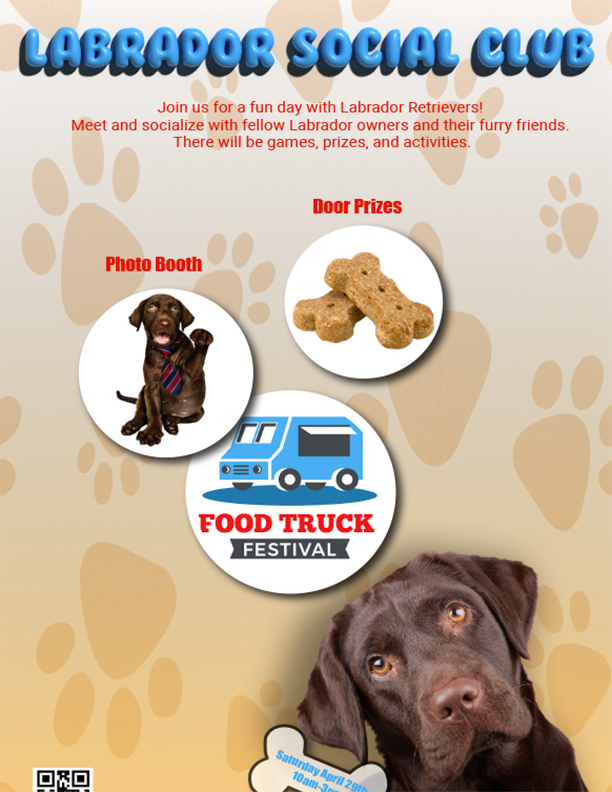 LABRADOR SOCIAL CLUB
Join us for a fun day with Labrador Retrievers!
Meet and socialize with fellow Labrador owners and their furry friends.
There will be games, prizes, and activities.
Door Prizes
Photo Booth
FOOD TRUCK
FESTIVAL
Saturday April 29th